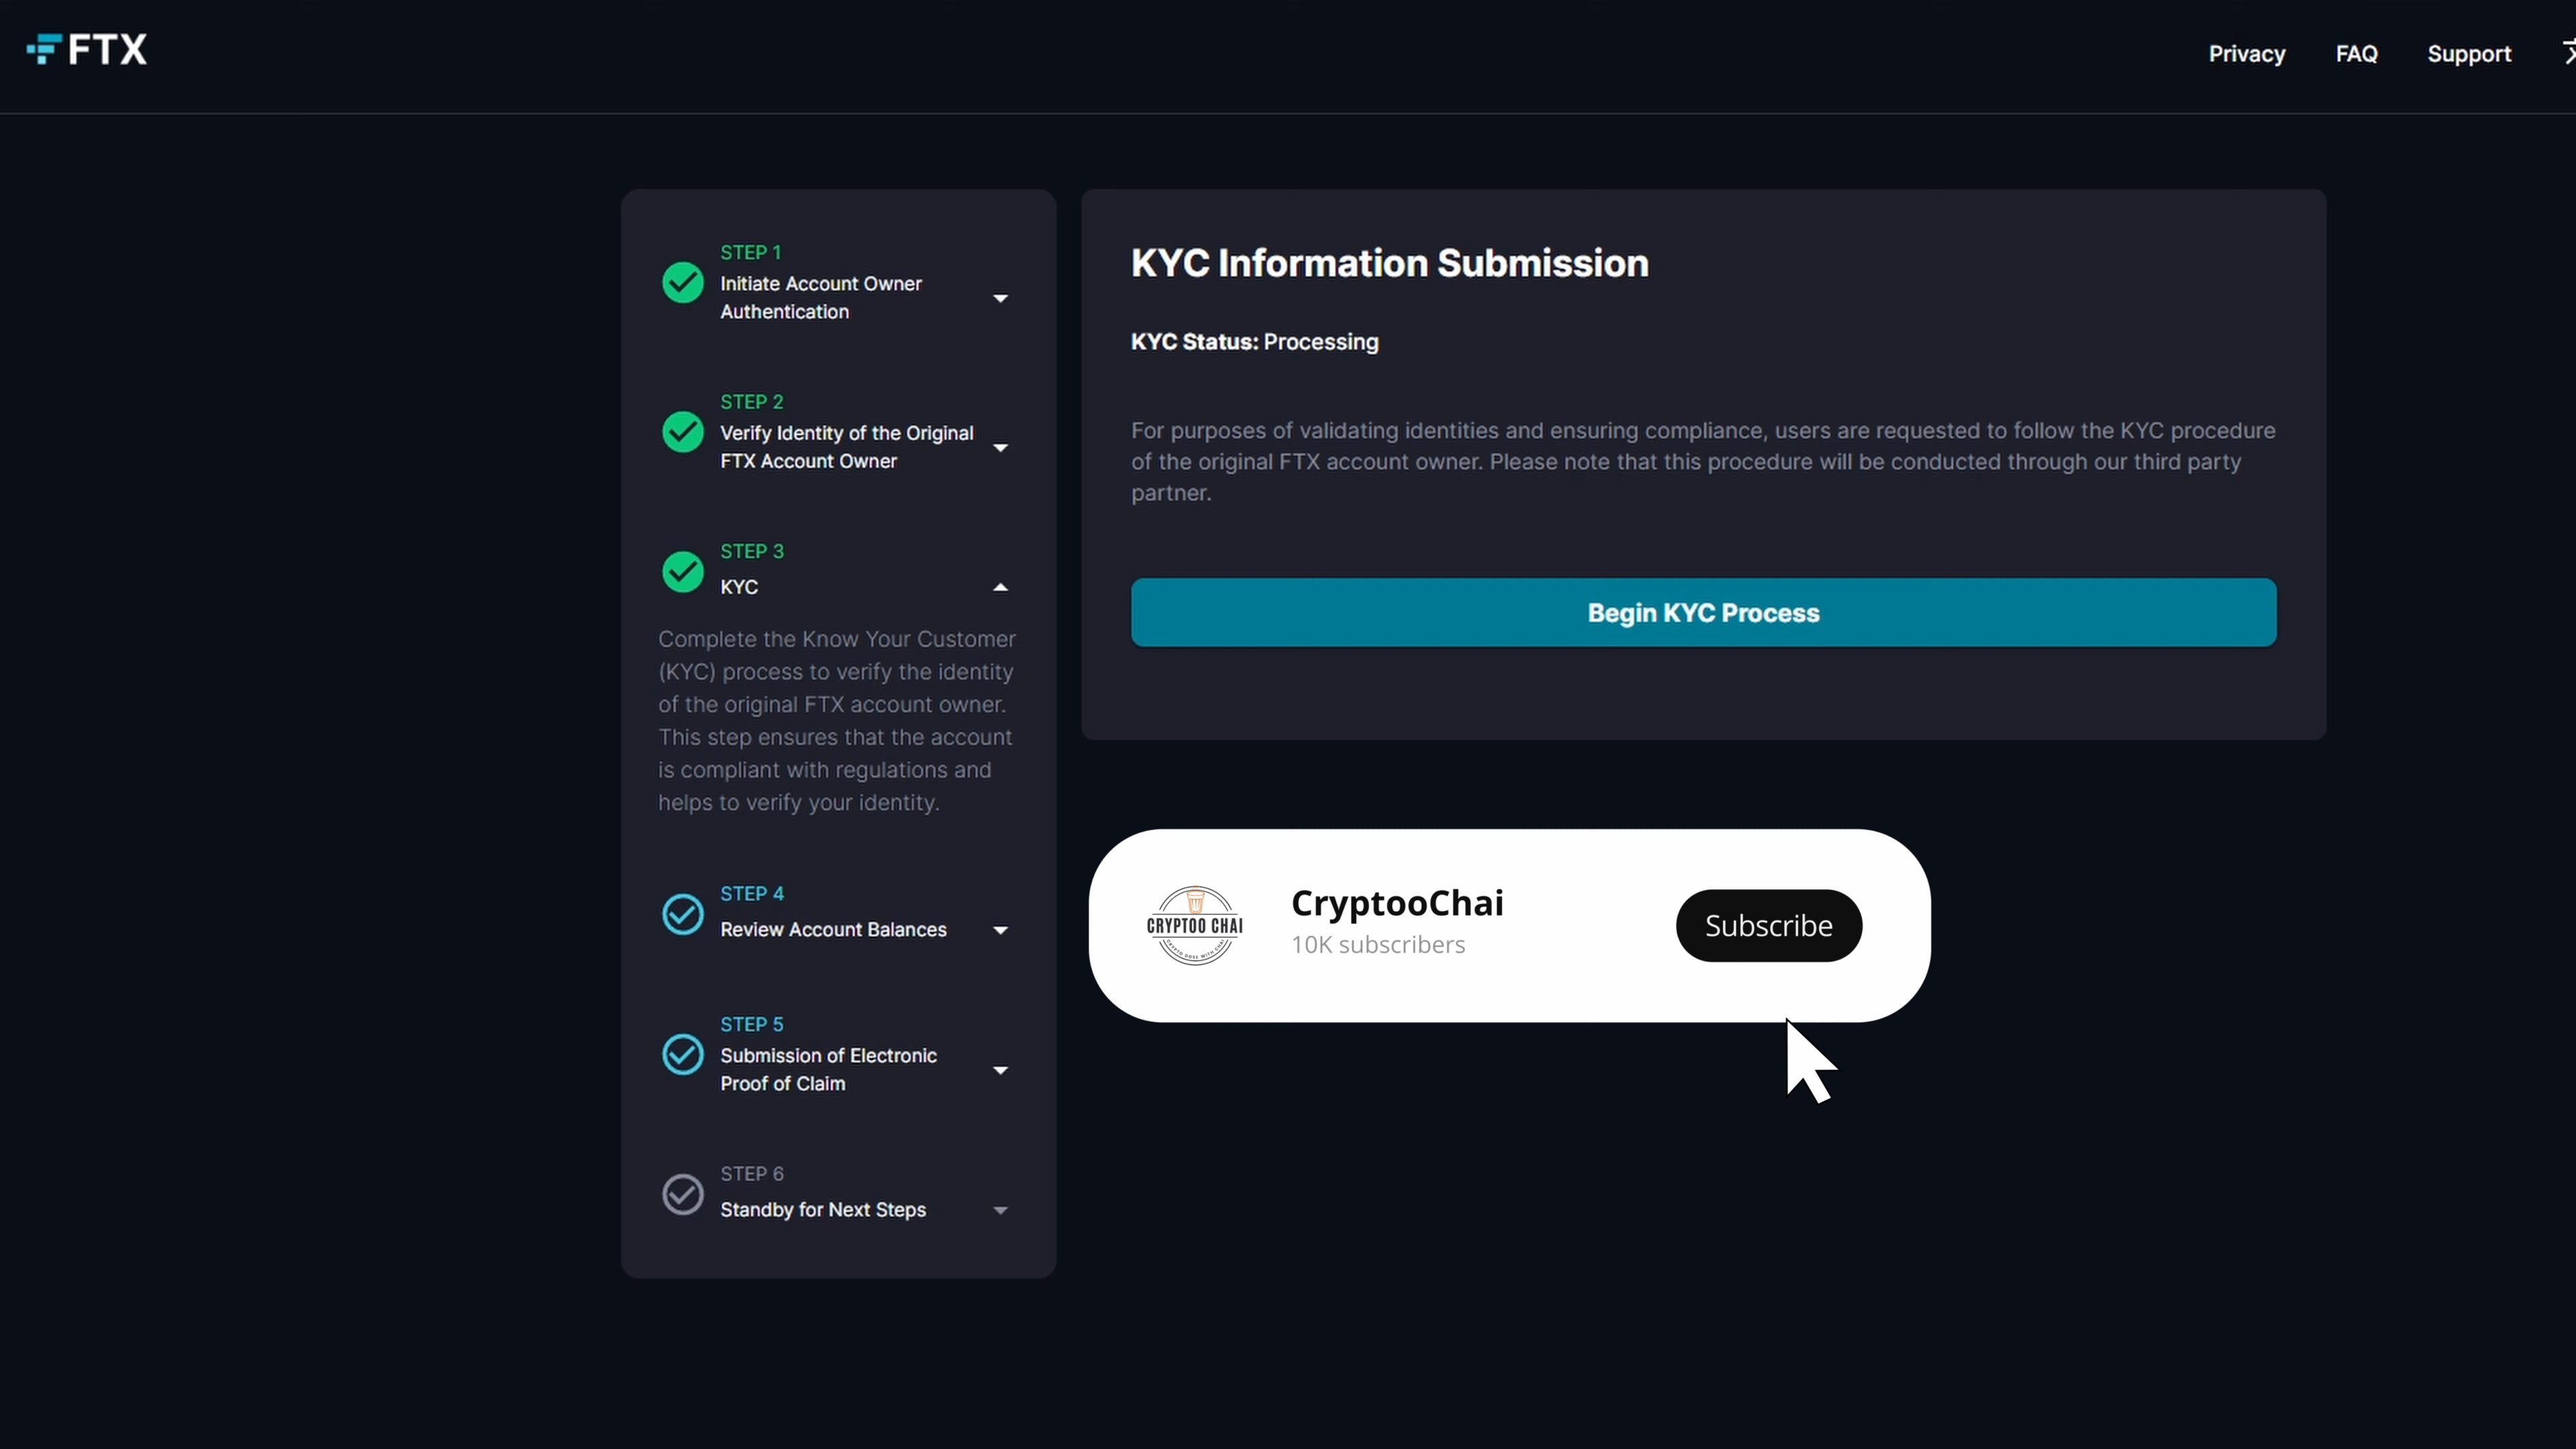 FTX
Privacy
FAQ
Support
STEP 1
Initiate Account Owner
Authentication
STEP 2
Verify Identity of the Original
FTX Account Owner
STEP 3
KYC
Complete the Know Your Customer
(KYC) process to verify the identity
of the original FTX account owner.
This step ensures that the account
is compliant with regulations and
helps to verify your identity.
STEP 4
Review Account Balances
STEP 5
Submission of Electronic
Proof of Claim
STEP 6
Standby for Next Steps
KYC Information Submission
KYC Status: Processing
For purposes of validating identities and ensuring compliance, users are requested to follow the KYC procedure
of the original FTX account owner. Please note that this procedure will be conducted through our third party
partner.
Begin KYC Process
CRYPTOO CHAI
CRYPTO DOSE WITH CHAI
CryptooChai
10K subscribers
Subscribe